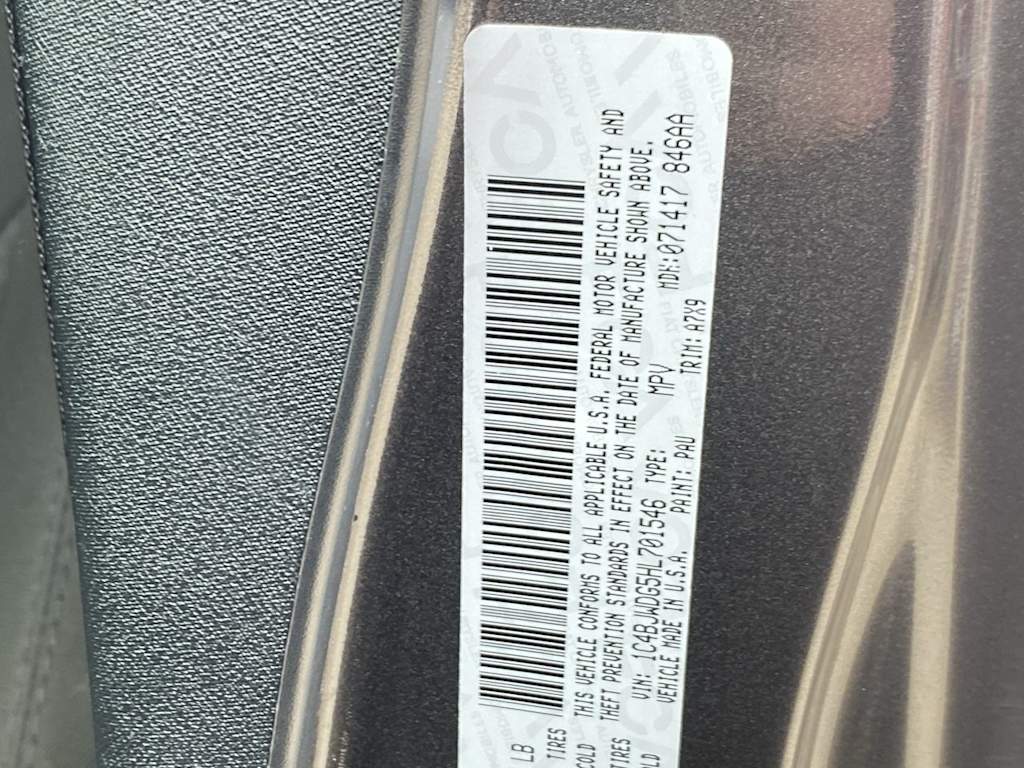 LB
TIRES
COLD
THIS VEHICLE CONFORMS TO ALL APPLICABLE U.S.A. FEDERAL MOTOR VEHICLE SAFETY AND
THEFT PREVENTION STANDARDS IN EFFECT ON THE DATE OF MANUFACTURE SHOWN ABOVE.
TIRES
OLD
VIN: 1C4BJWDG5HL701546 TYPE: MPV MDH: 071417 846AA
VEHICLE MADE IN U.S.A. PAINT: PAU TRIM: A7X9